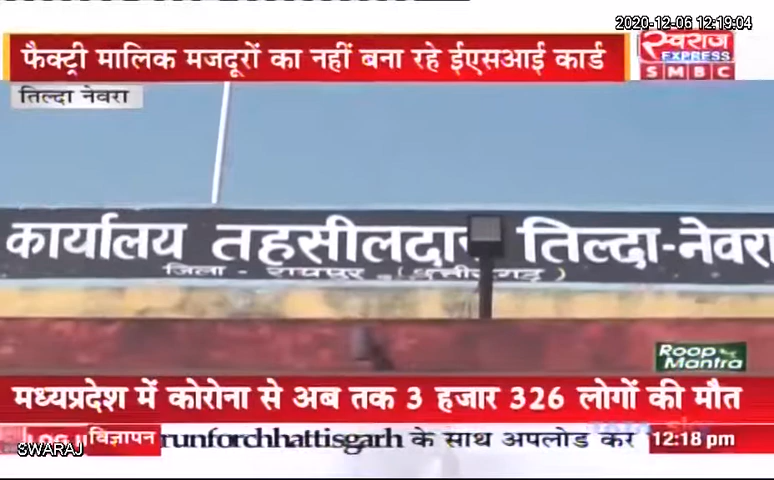 2020-12-06 12:19:04
फैक्ट्री मालिक मजदूरों का नहीं बना रहे ईएसआई कार्ड
स्वराज
EXPRESS
SMBC
तिल्दा नेवरा
कार्यालय तहसीलदार तिल्दा-नेवरा
जिला - रायपुर - (छत्तीसगढ़)
Roop
Mantra
मध्यप्रदेश में कोरोना से अब तक 3 हजार 326 लोगों की मौत
विज्ञापन runforchhattisgarh के साथ अपलोड कर 12:18 pm
SWARAJ